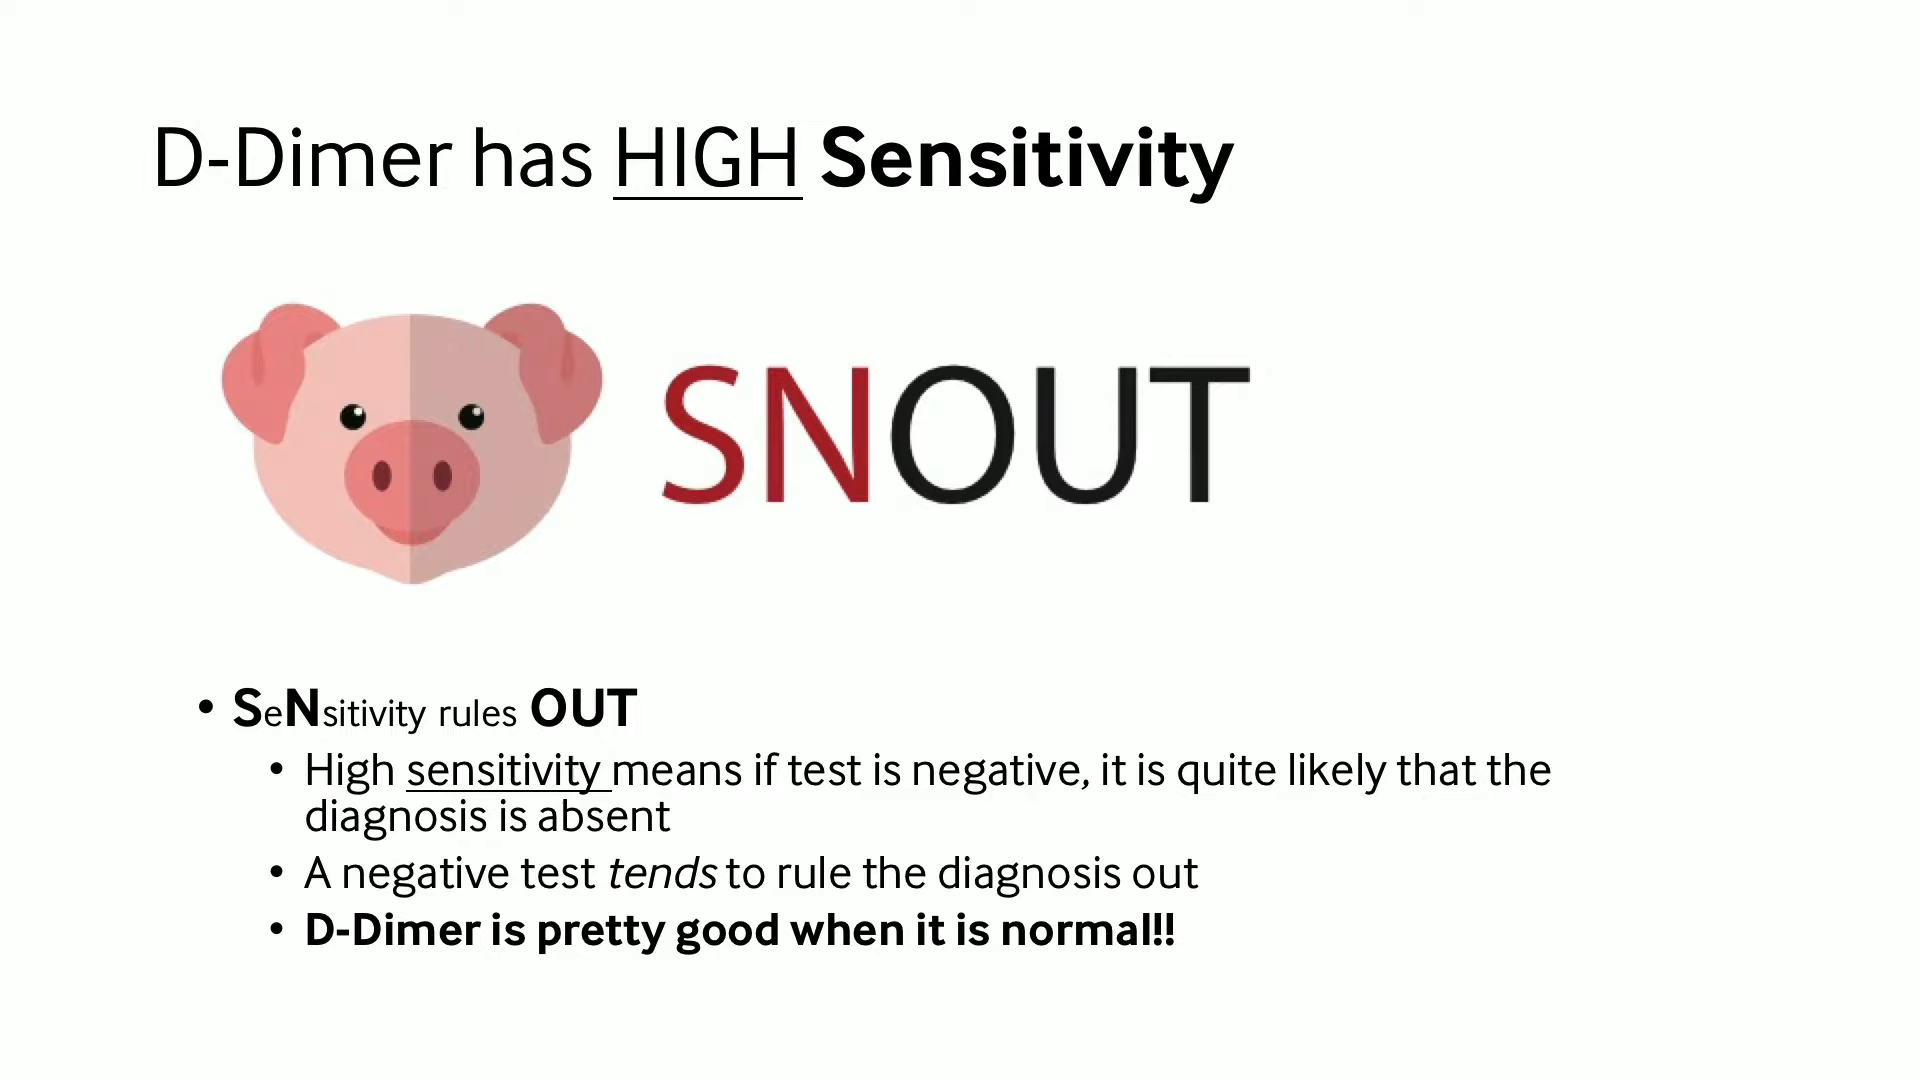 D-Dimer has HIGH Sensitivity
SNOUT
• SeNsitivity rules OUT
• High sensitivity means if test is negative, it is quite likely that the
diagnosis is absent
• A negative test tends to rule the diagnosis out
• D-Dimer is pretty good when it is normal!!